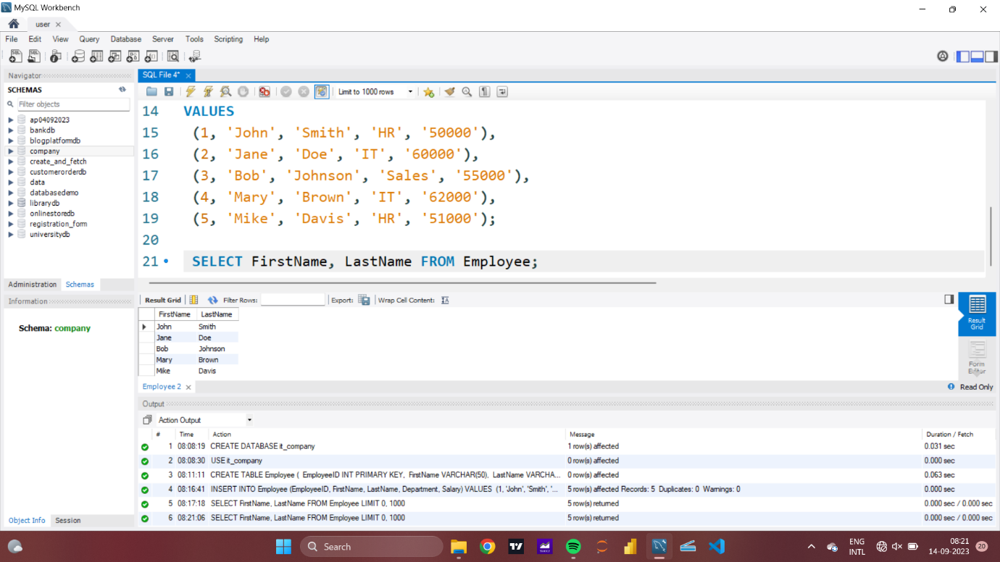 MySQL Workbench
user
File Edit View Query Database Server Tools Scripting Help
Navigator
SCHEMAS
Filter objects
ap04092023
bankdb
blogplatformdb
company
create_and_fetch
customerorderdb
data
databasedemo
librarydb
onlinestoredb
registration_form
universitydb
Administration Schemas
Information
Schema: company
Object Info Session
SQL File 4*
Limit to 1000 rows
14 VALUES
15 (1, 'John', 'Smith', 'HR', '50000'),
16 (2, 'Jane', 'Doe', 'IT', '60000'),
17 (3, 'Bob', 'Johnson', 'Sales', '55000'),
18 (4, 'Mary', 'Brown', 'IT', '62000'),
19 (5, 'Mike', 'Davis', 'HR', '51000');
20
21 SELECT FirstName, LastName FROM Employee;
Result Grid Filter Rows: Export: Wrap Cell Content:
FirstName LastName
John Smith
Jane Doe
Bob Johnson
Mary Brown
Mike Davis
Result
Grid
Form
Editor
Employee 2 Read Only
Output
Action Output
# Time Action Message Duration / Fetch
1 08:08:19 CREATE DATABASE it_company 1 row(s) affected 0.031 sec
2 08:08:30 USE it_company 0 row(s) affected 0.000 sec
3 08:11:11 CREATE TABLE Employee ( EmployeeID INT PRIMARY KEY, FirstName VARCHAR(50), LastName VARCHA... 0 row(s) affected 0.063 sec
4 08:16:41 INSERT INTO Employee (EmployeeID, FirstName, LastName, Department, Salary) VALUES (1, 'John', 'Smith', '... 5 row(s) affected Records: 5 Duplicates: 0 Warnings: 0 0.000 sec
5 08:17:18 SELECT FirstName, LastName FROM Employee LIMIT 0, 1000 5 row(s) returned 0.000 sec / 0.000 sec
6 08:21:06 SELECT FirstName, LastName FROM Employee LIMIT 0, 1000 5 row(s) returned 0.000 sec / 0.000 sec
Search
ENG
INTL
08:21
14-09-2023
20